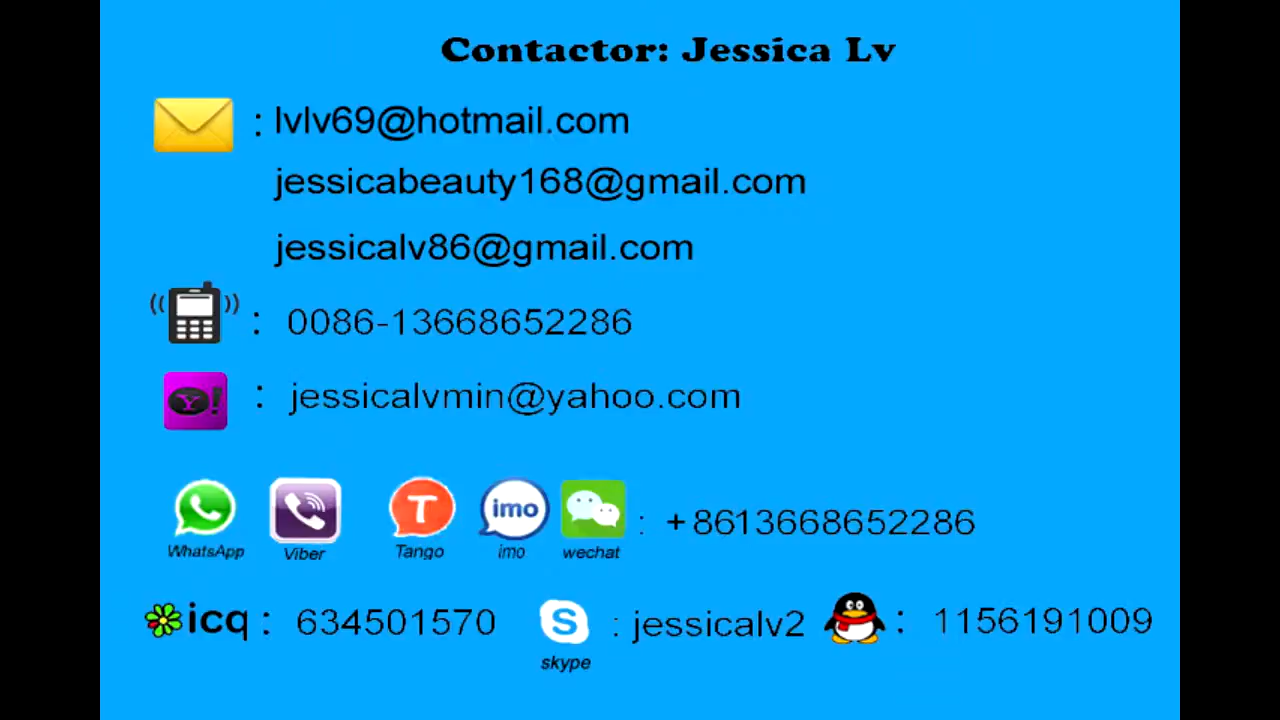 Contactor: Jessica Lv
: lvlv69@hotmail.com
jessicabeauty168@gmail.com
jessicalv86@gmail.com
: 0086-13668652286
Y! : jessicalvmin@yahoo.com
T imo : +8613668652286
WhatsApp Viber Tango imo wechat
icq : 634501570 S : jessicalv2 : 1156191009
skype